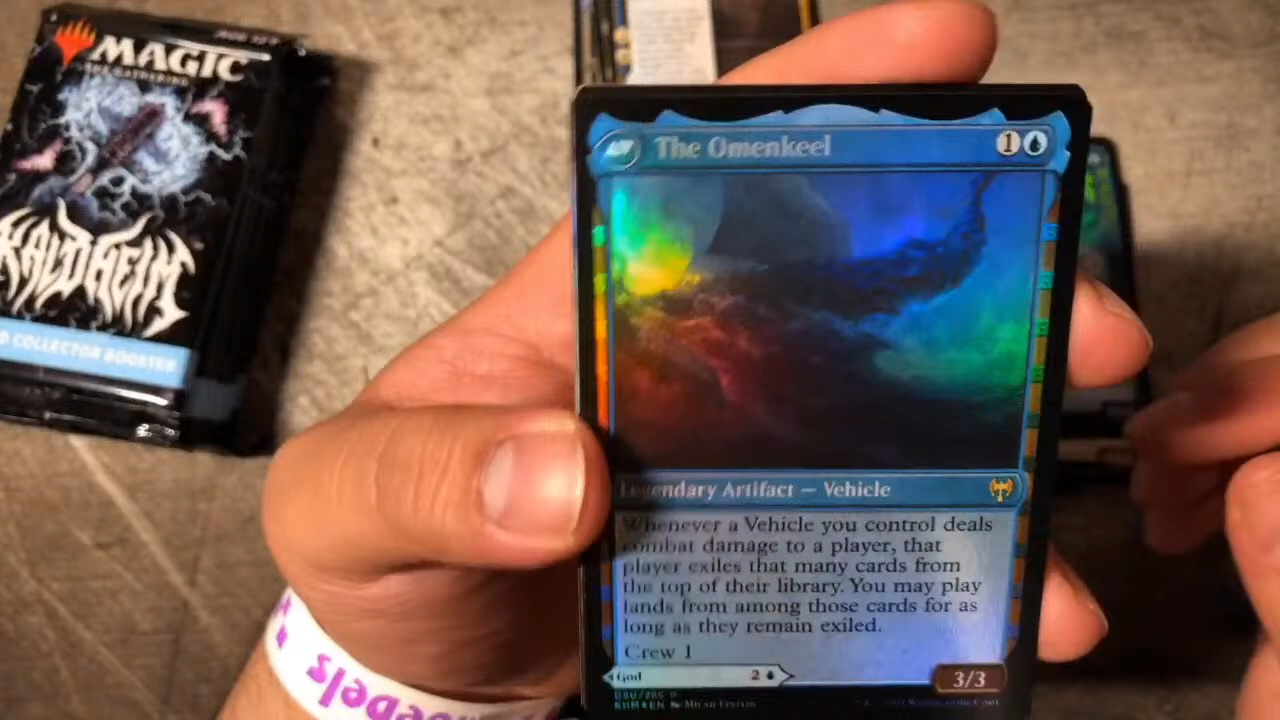 MAGIC
THE GATHERING
KALDHEIM
COLLECTOR BOOSTER
The Omenkeel
1
Legendary Artifact — Vehicle
Whenever a Vehicle you control deals
combat damage to a player, that
player exiles that many cards from
the top of their library. You may play
lands from among those cards for as
long as they remain exiled.
Crew 1
God 2
3/3